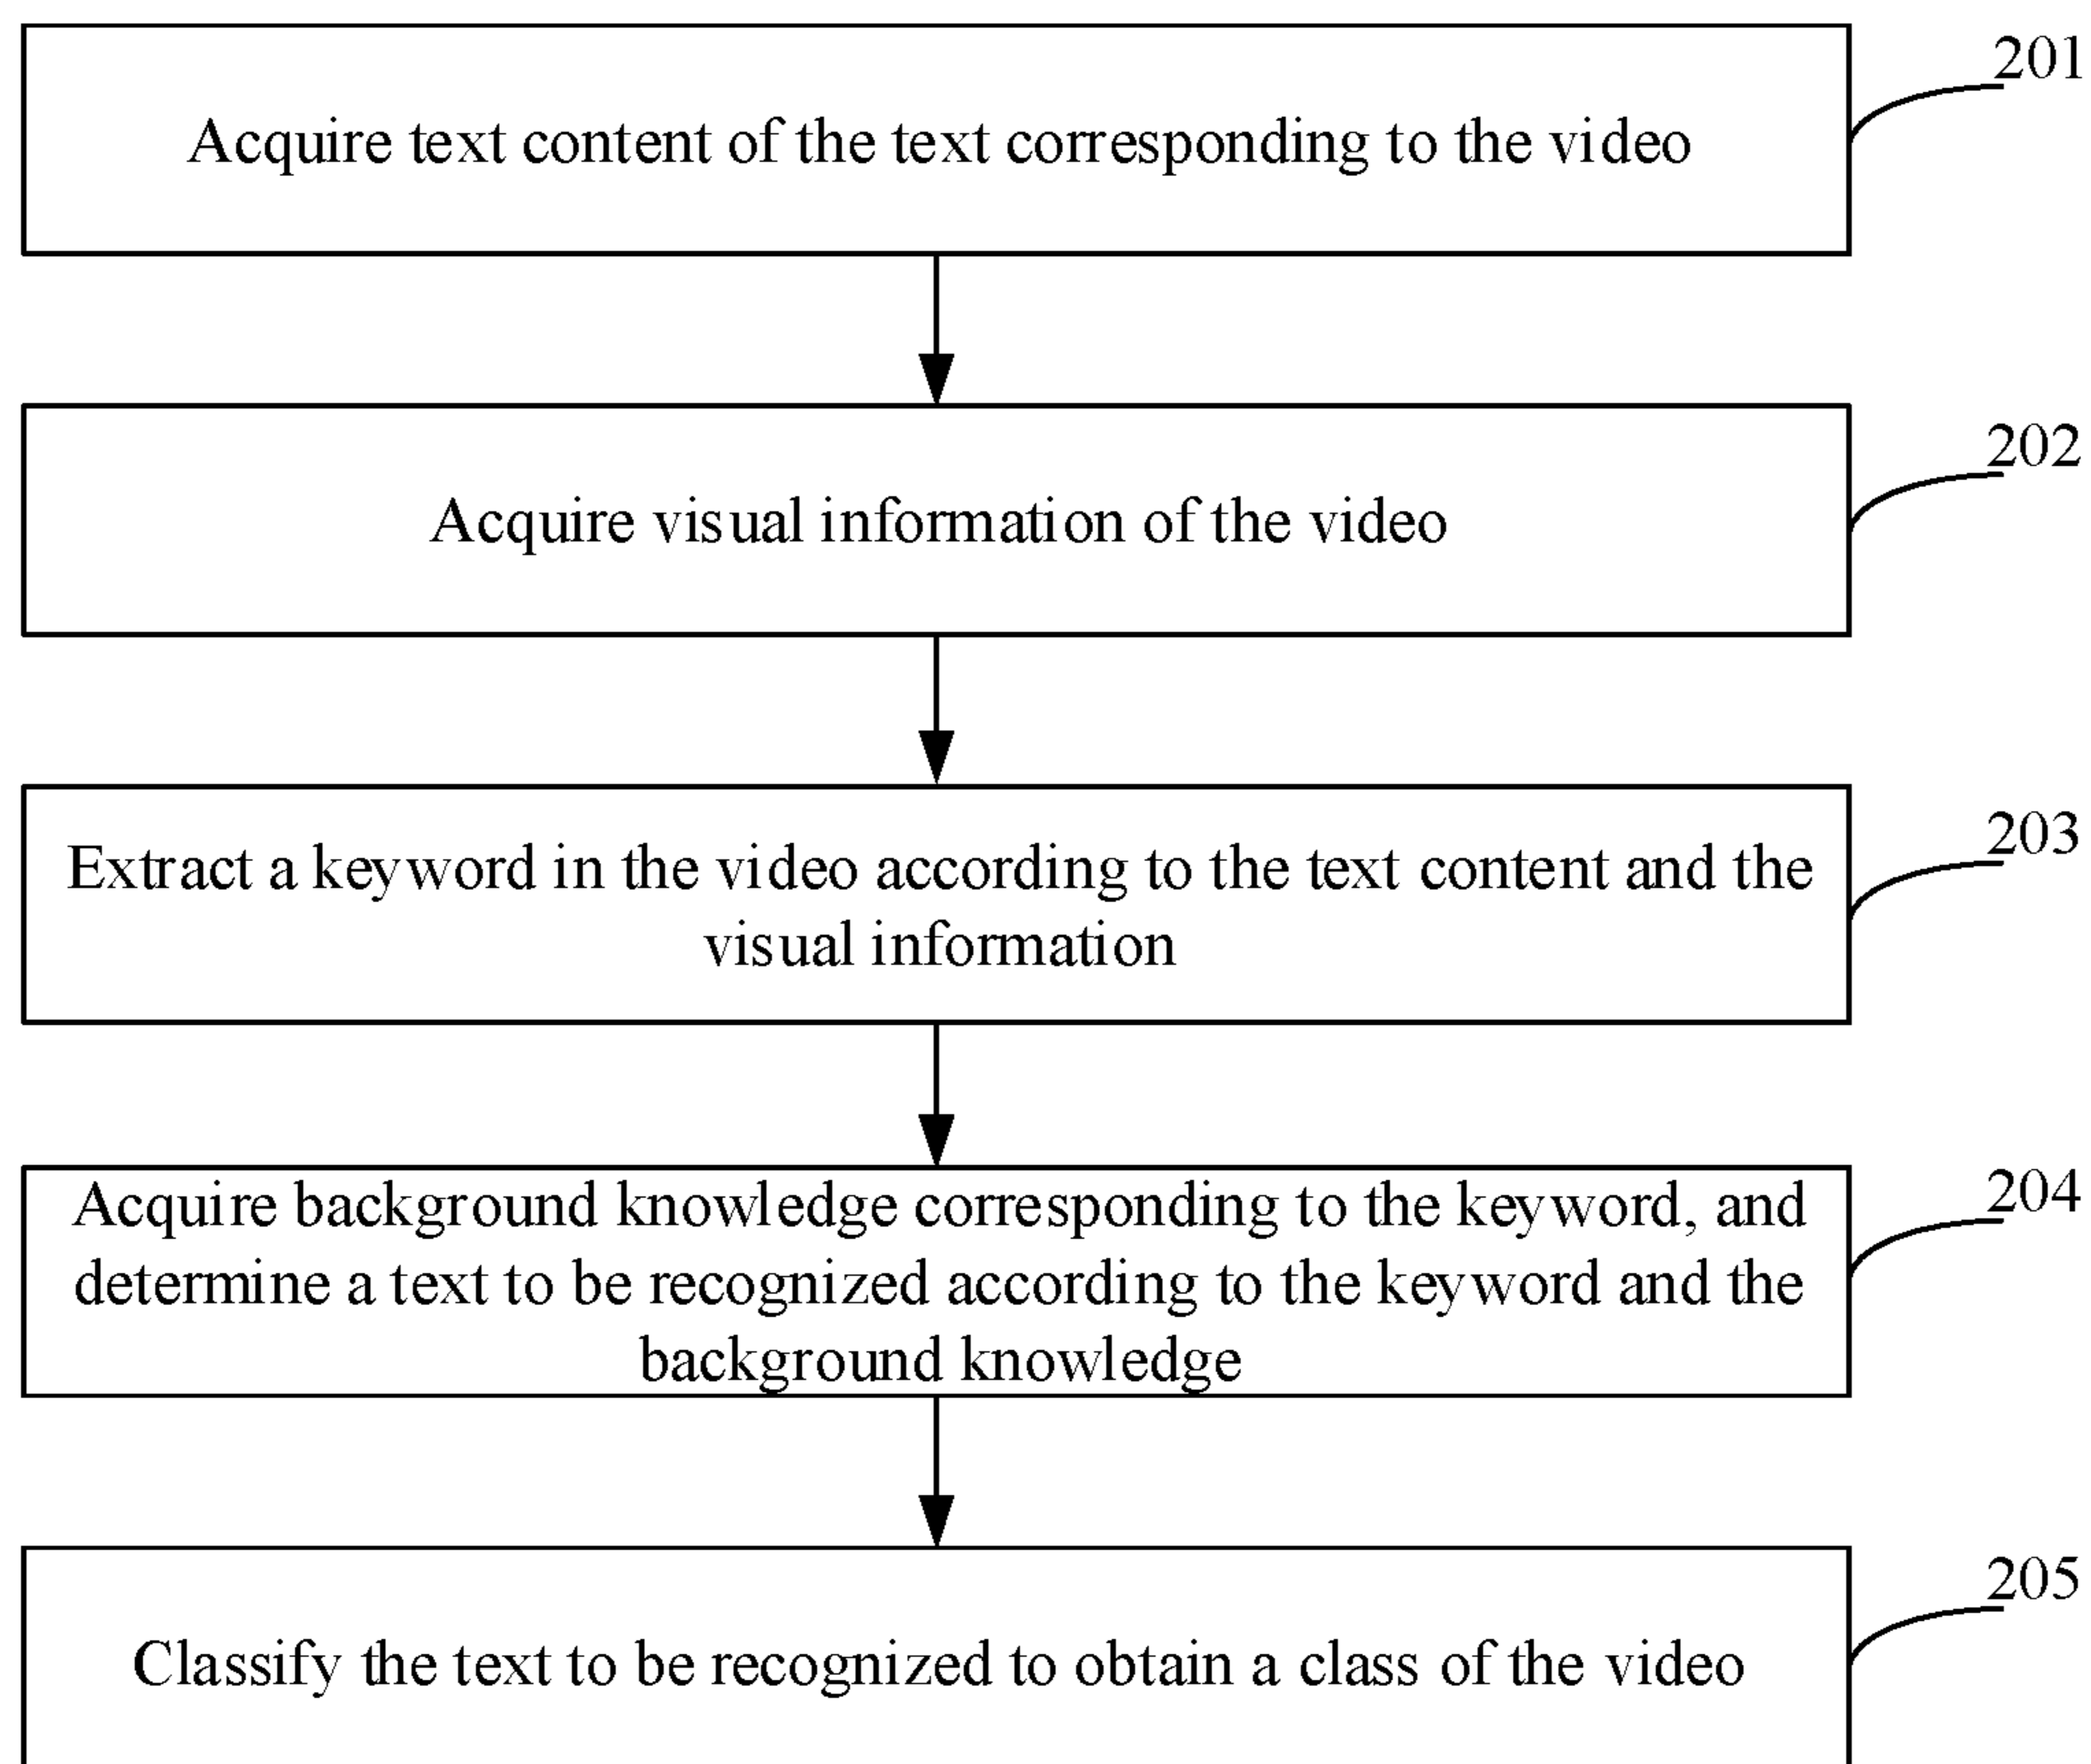 201
Acquire text content of the text corresponding to the video
202
Acquire visual information of the video
203
Extract a keyword in the video according to the text content and the
visual information
204
Acquire background knowledge corresponding to the keyword, and
determine a text to be recognized according to the keyword and the
background knowledge
205
Classify the text to be recognized to obtain a class of the video